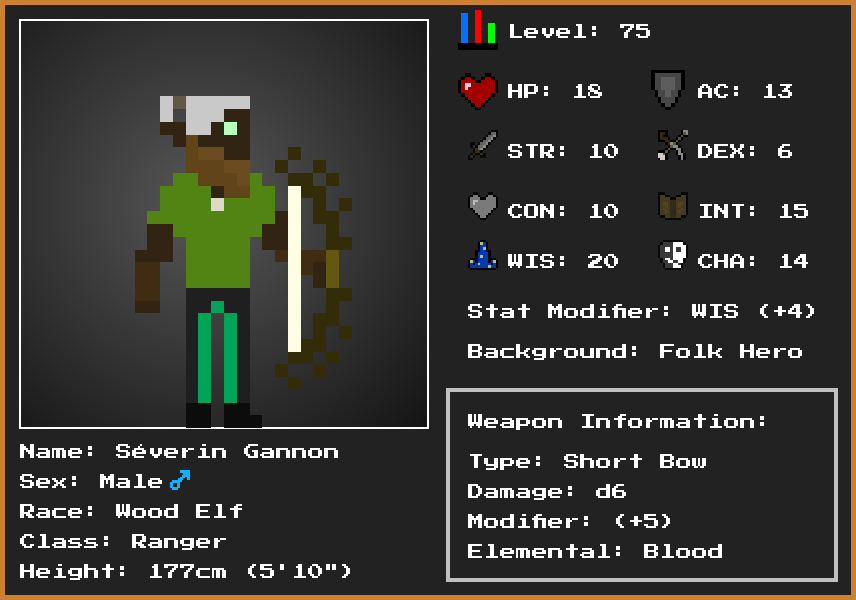 Level: 75
HP: 18
AC: 13
STR: 10
DEX: 6
CON: 10
INT: 15
WIS: 20
CHA: 14
Stat Modifier: WIS (+4)
Background: Folk Hero
Weapon Information:
Type: Short Bow
Damage: d6
Modifier: (+5)
Elemental: Blood
Name: Séverin Gannon
Sex: Male♂
Race: Wood Elf
Class: Ranger
Height: 177cm (5'10")